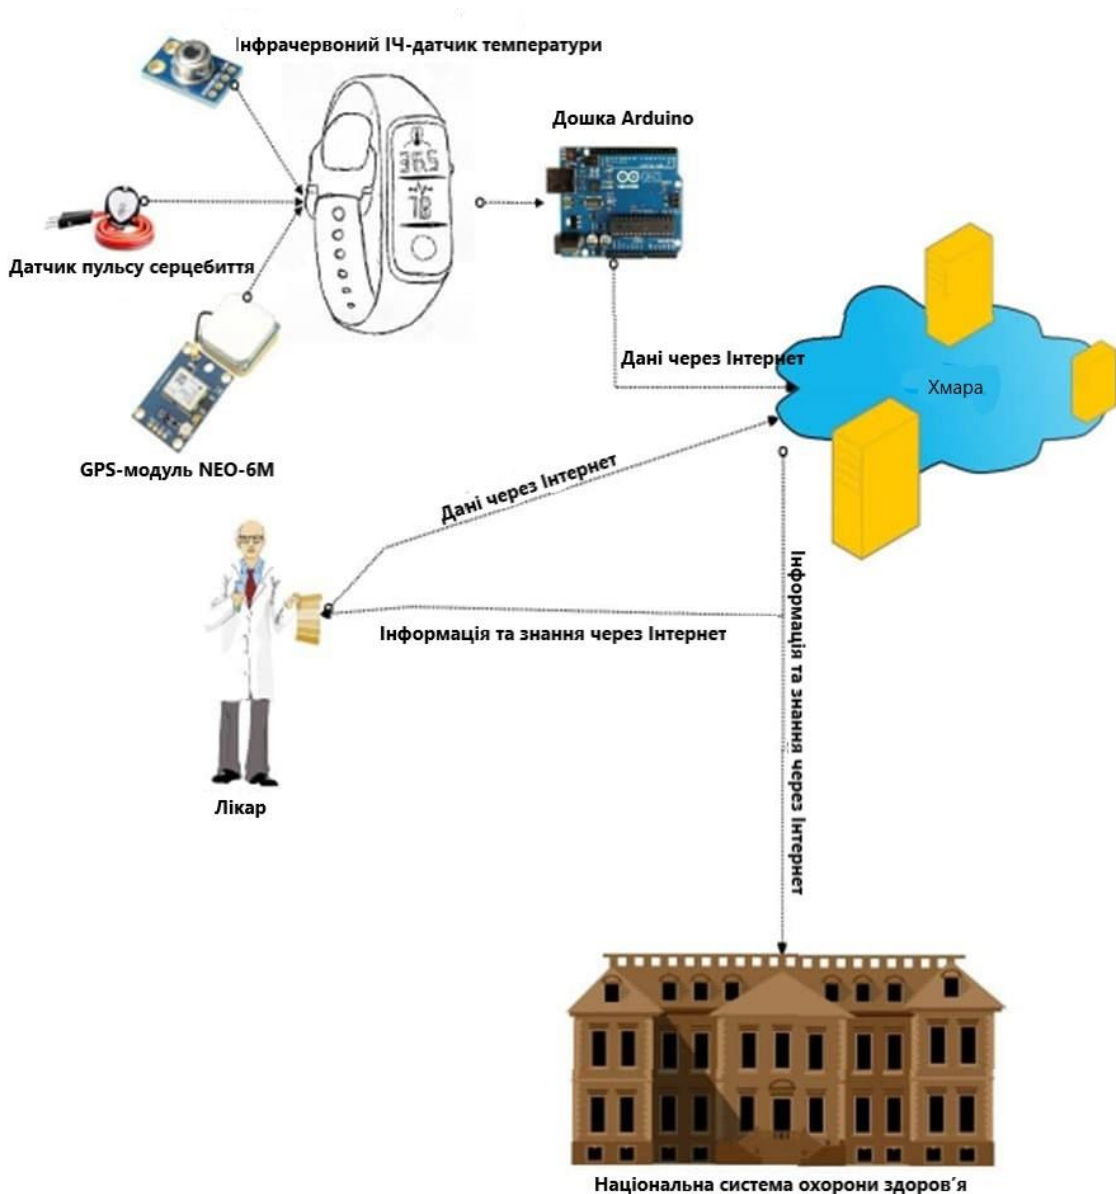 Інфрачервоний ІЧ-датчик температури
Дошка Arduino
Датчик пульсу серцебиття
78
Дані через Інтернет
Хмара
GPS-модуль NEO-6M
Дані через Інтернет
Інформація та знання через Інтернет
Інформація та знання через Інтернет
Лікар
Національна система охорони здоров′я